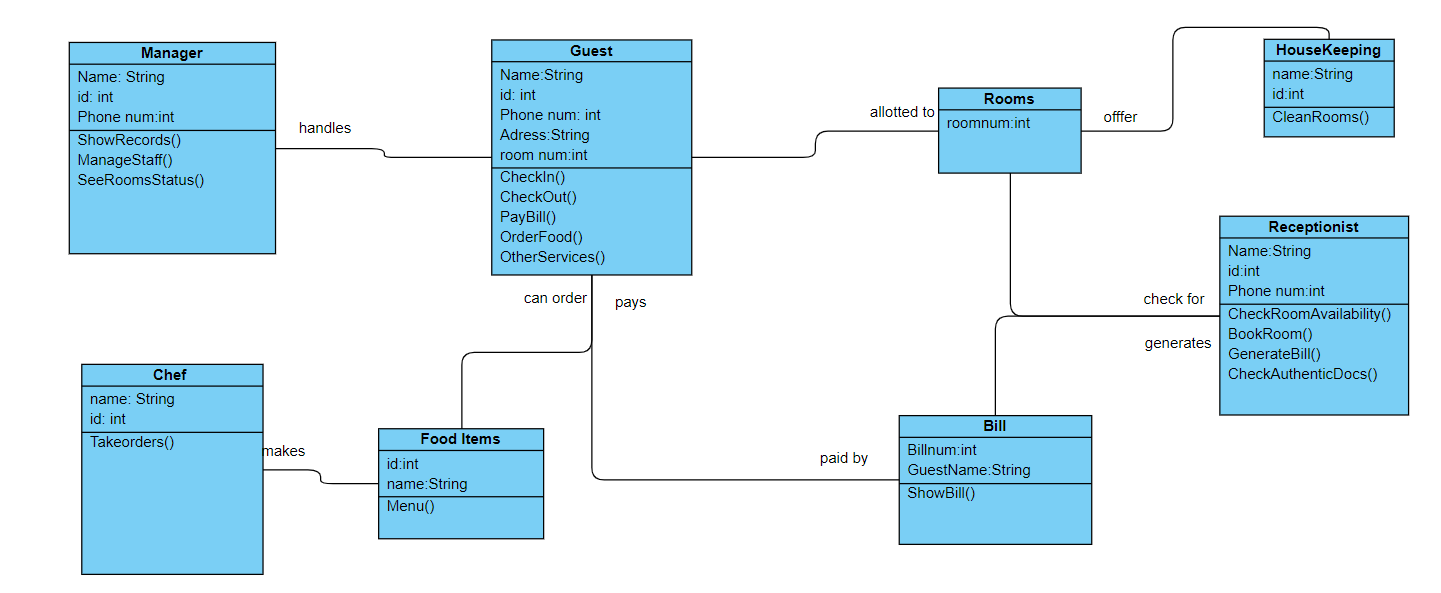 Manager
Name: String
id: int
Phone num:int
ShowRecords()
ManageStaff()
SeeRoomsStatus()
handles
Guest
Name:String
id: int
Phone num: int
Adress:String
room num:int
CheckIn()
CheckOut()
PayBill()
OrderFood()
OtherServices()
allotted to
Rooms
roomnum:int
offfer
HouseKeeping
name:String
id:int
CleanRooms()
Receptionist
Name:String
id:int
Phone num:int
CheckRoomAvailability()
BookRoom()
GenerateBill()
CheckAuthenticDocs()
check for
generates
can order
pays
Chef
name: String
id: int
Takeorders()
makes
Food Items
id:int
name:String
Menu()
paid by
Bill
Billnum:int
GuestName:String
ShowBill()